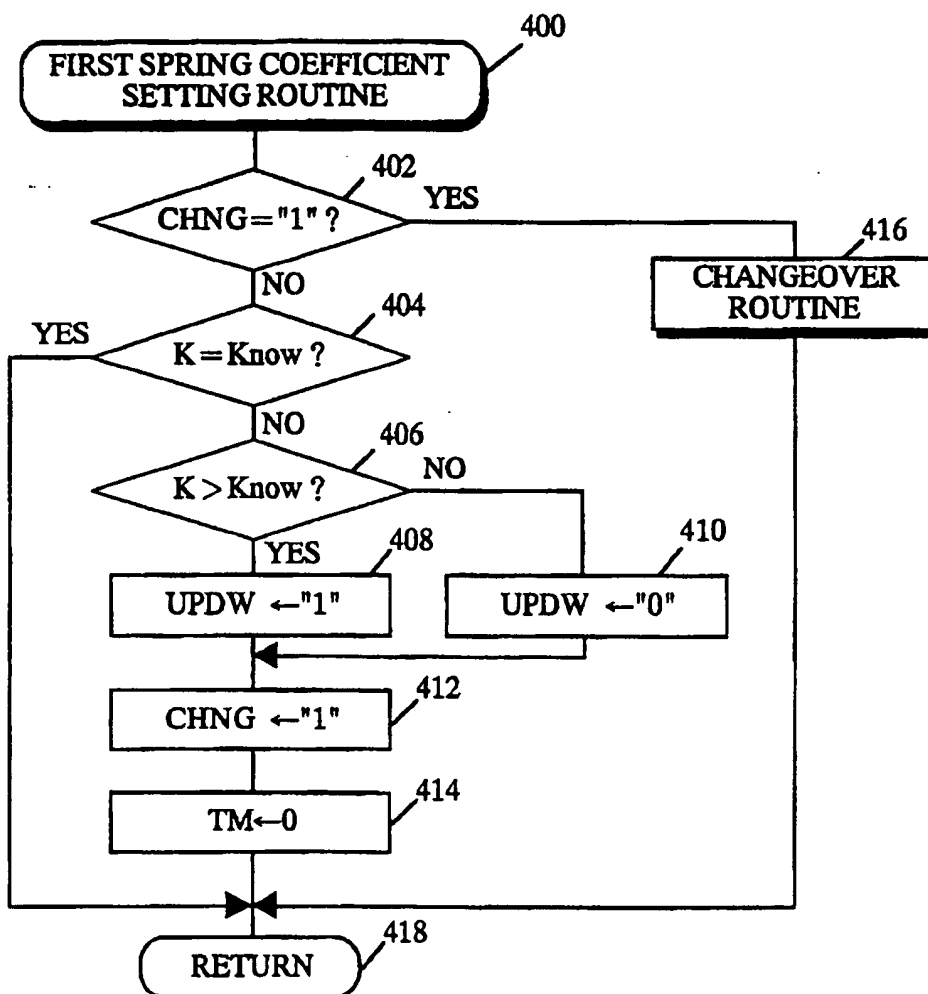 400
FIRST SPRING COEFFICIENT
SETTING ROUTINE
402
CHNG="1" ?
YES
416
CHANGEOVER
ROUTINE
NO
404
YES
K=Know ?
NO
406
K>Know ?
NO
YES
408
UPDW ←"1"
410
UPDW ←"0"
412
CHNG ←"1"
414
TM←0
418
RETURN